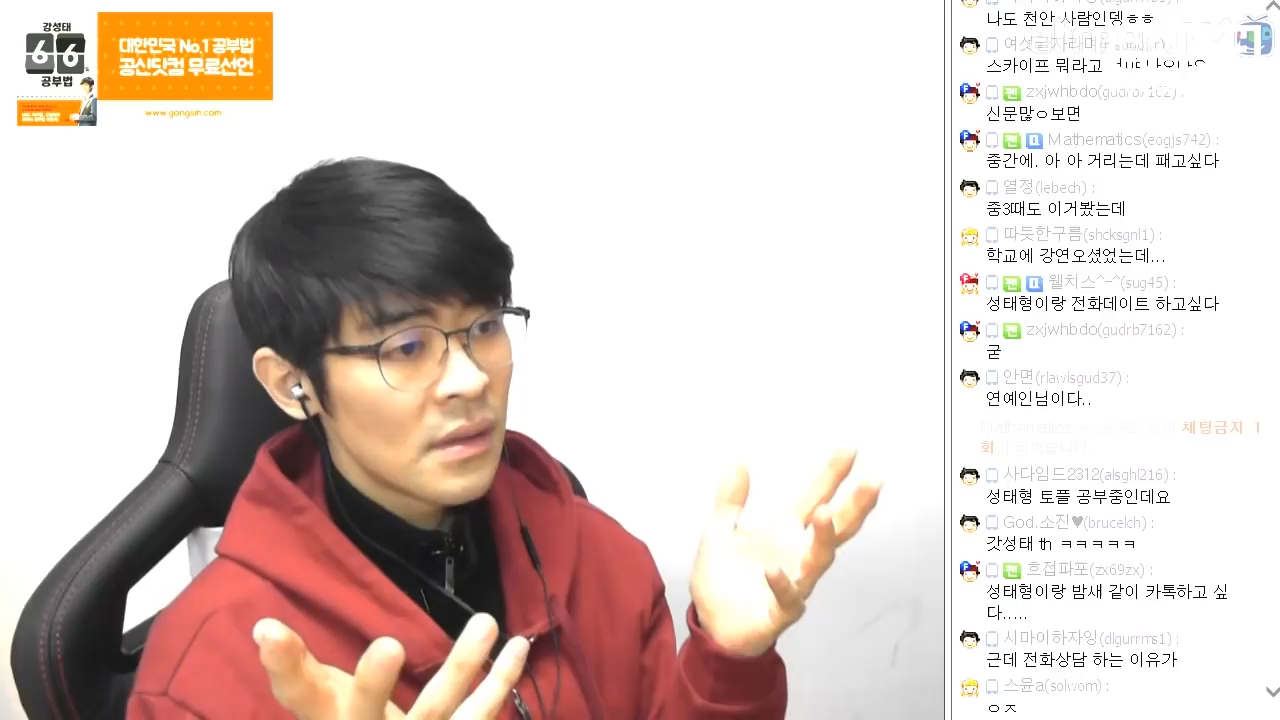 강성태
66
공부법
대한민국 No.1 공부법
공신닷컴 무료선언
www.gongsin.com
나도 천안 사람인뎅ㅎㅎ
스카이프 뭐라고
zxjwhbdo(gudrb7162) :
신문많ㅇ보면
Mathematics(eogjs742) :
중간에. 아 아 거리는데 패고싶다
열정(lebech) :
중3때도 이거봤는데
따듯한구름(shcksgnl1) :
학교에 강연오셨었는데...
웰치스^-^(sug45) :
성태형이랑 전화데이트 하고싶다
zxjwhbdo(gudrb7162) :
굳
안면(rlawlsgud37) :
연예인님이다..
Mathematics 채팅금지 1
회
사다임드2312(alsghl216) :
성태형 토플 공부중인데요
God.소진♥(brucelch) :
갓성태 th ㅋㅋㅋㅋㅋ
흐접파포(zx69zx) :
성태형이랑 밤새 같이 카톡하고 싶
다.....
시마이하자잉(dlgurrms1) :
근데 전화상담 하는 이유가
스윤a(solwom) :
ㅇㅈ